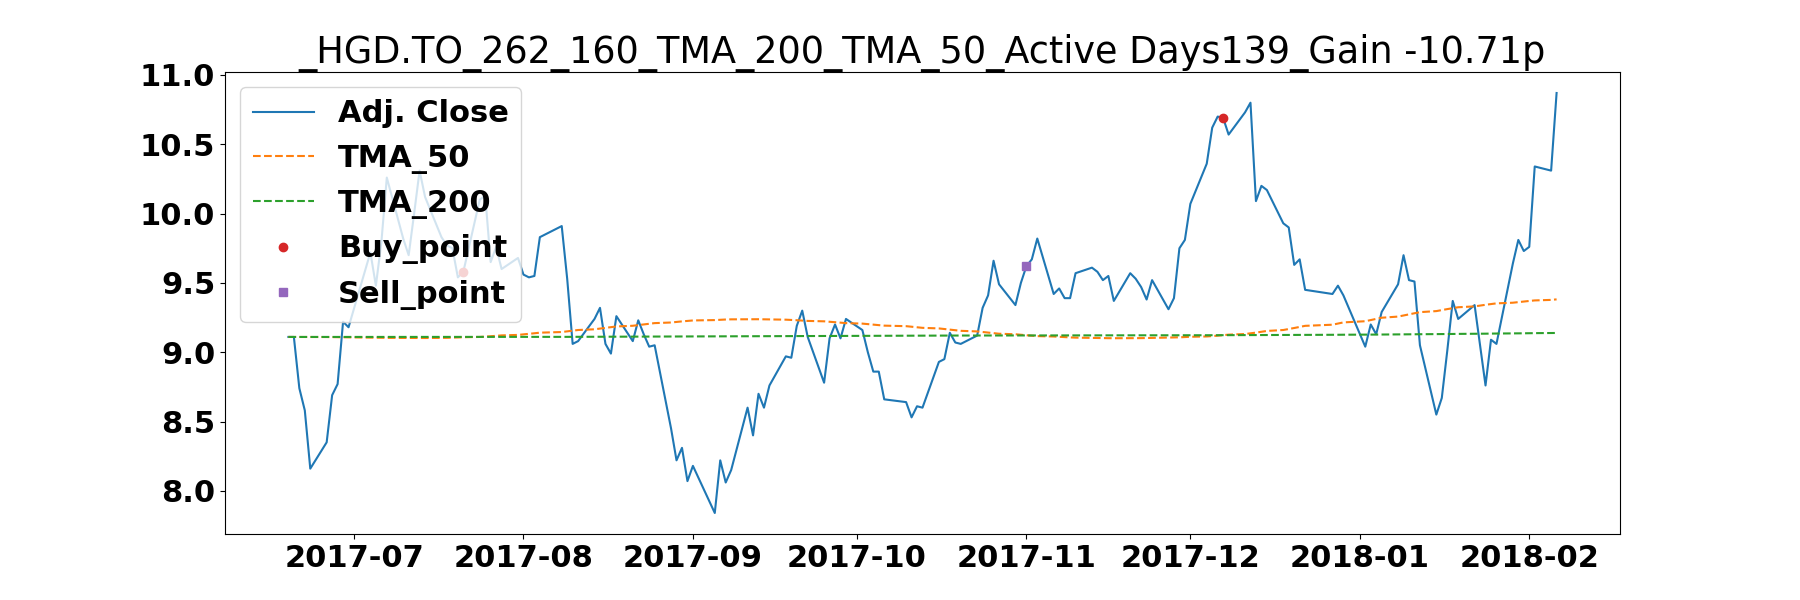 _HGD.TO_262_160_TMA_200_TMA_50_Active Days139_Gain -10.71p
11.0
10.5
10.0
9.5
9.0
8.5
8.0
Adj. Close
TMA_50
TMA_200
Buy_point
Sell_point
2017-07 2017-08 2017-09 2017-10 2017-11 2017-12 2018-01 2018-02